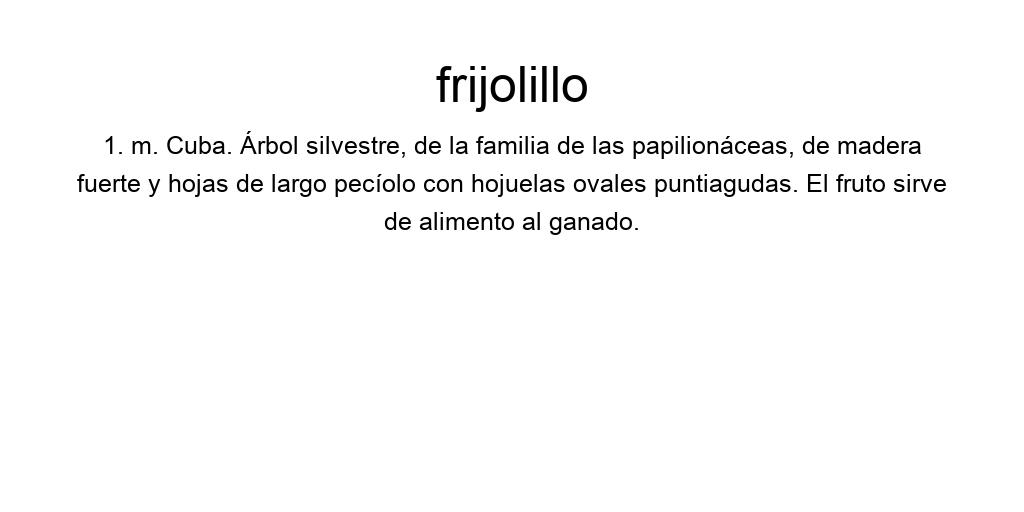 frijolillo
1. m. Cuba. Árbol silvestre, de la familia de las papilionáceas, de madera
fuerte y hojas de largo pecíolo con hojuelas ovales puntiagudas. El fruto sirve
de alimento al ganado.